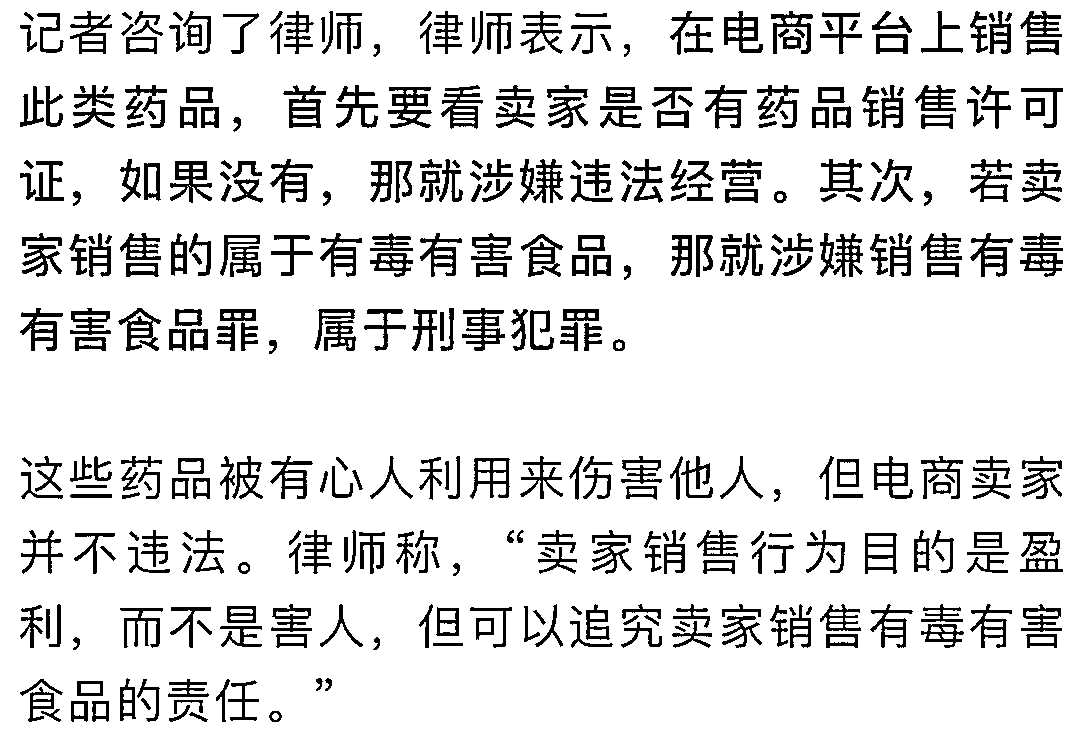 记者咨询了律师，律师表示，在电商平台上销售
此类药品，首先要看卖家是否有药品销售许可
证，如果没有，那就涉嫌违法经营。其次，若卖
家销售的属于有毒有害食品，那就涉嫌销售有毒
有害食品罪，属于刑事犯罪。
这些药品被有心人利用来伤害他人，但电商卖家
并不违法。律师称，“卖家销售行为目的是盈
利，而不是害人，但可以追究卖家销售有毒有害
食品的责任。”